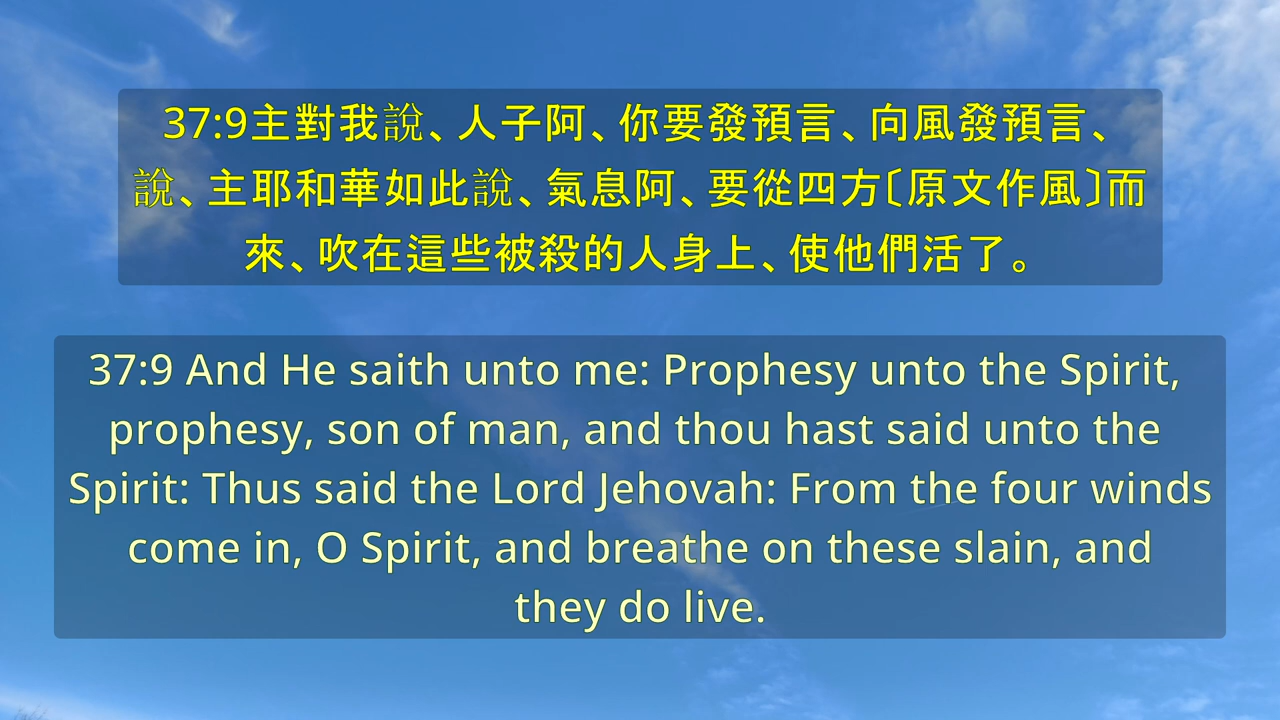 37:9主對我說、人子阿、你要發預言、向風發預言、
說、主耶和華如此說、氣息阿、要從四方〔原文作風〕而
來、吹在這些被殺的人身上、使他們活了。
37:9 And He saith unto me: Prophesy unto the Spirit,
prophesy, son of man, and thou hast said unto the
Spirit: Thus said the Lord Jehovah: From the four winds
come in, O Spirit, and breathe on these slain, and
they do live.